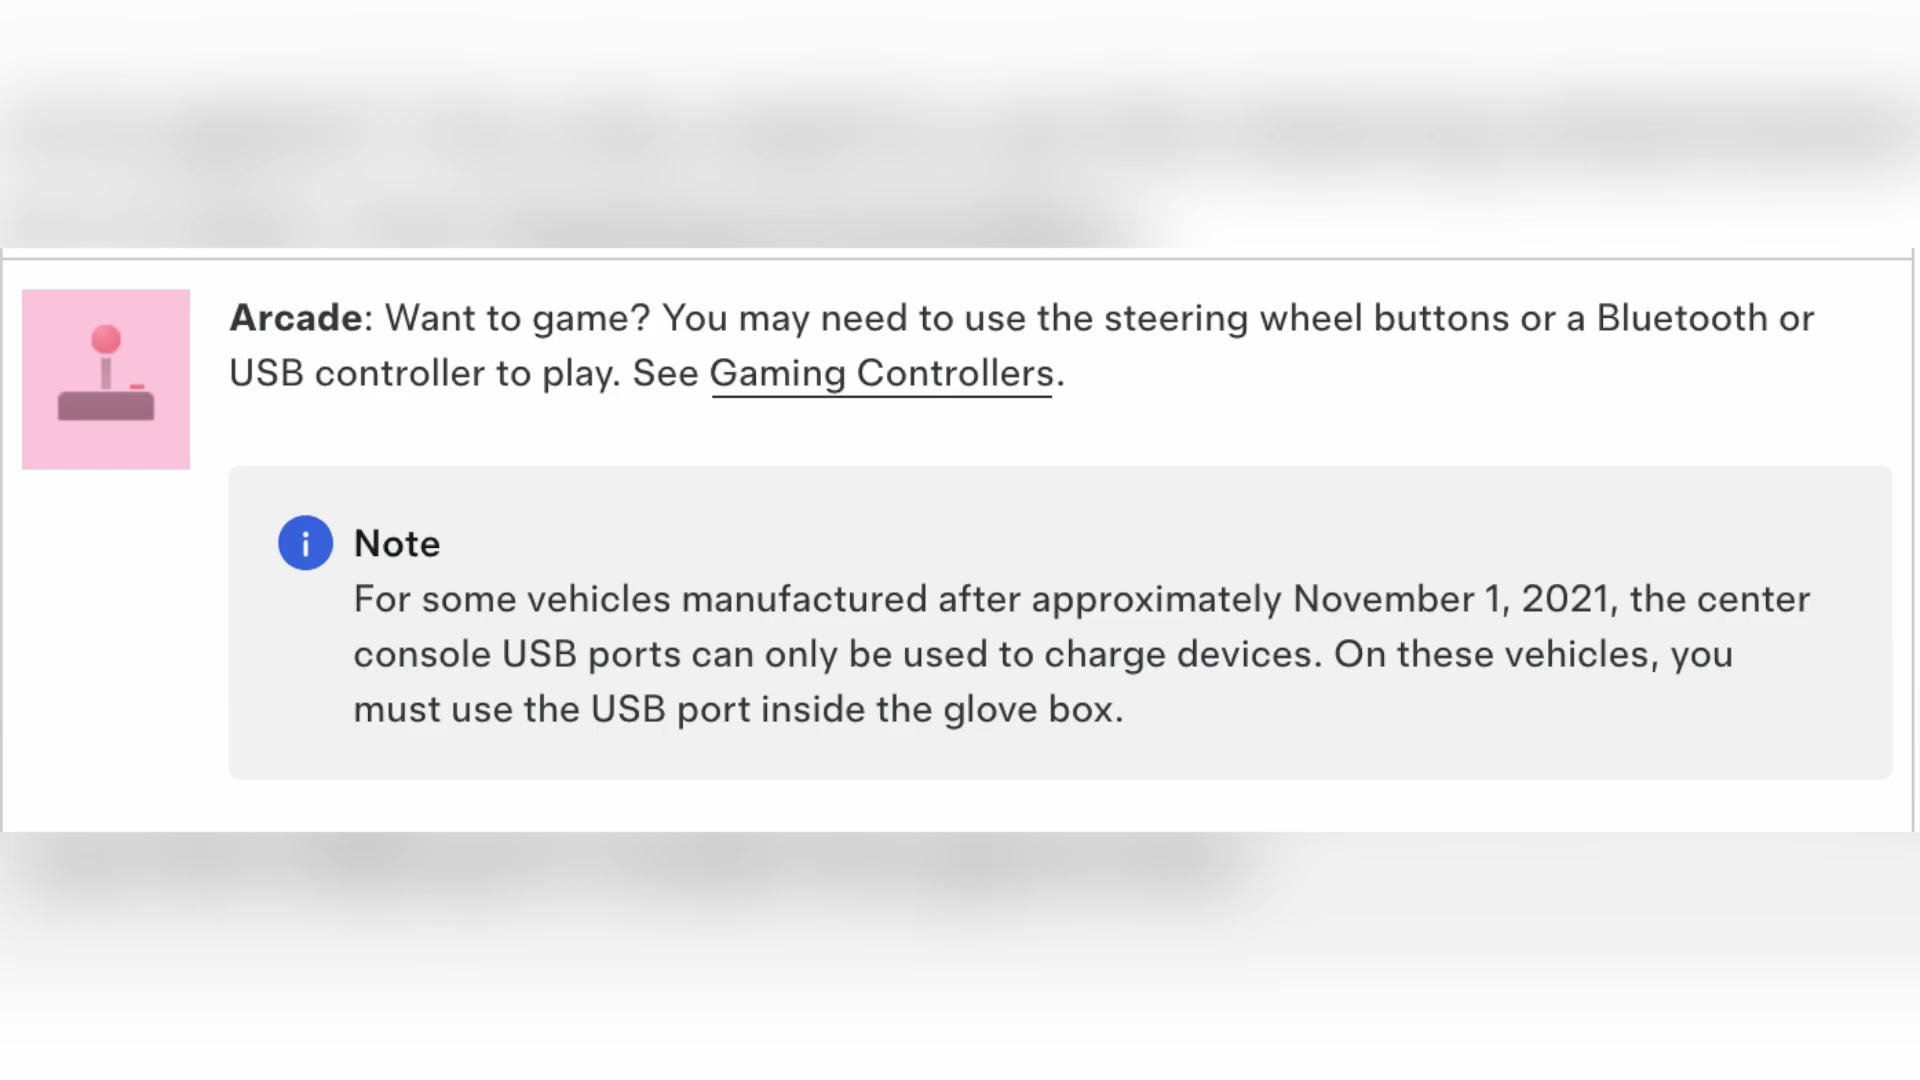 Arcade: Want to game? You may need to use the steering wheel buttons or a Bluetooth or
USB controller to play. See Gaming Controllers.
Note
For some vehicles manufactured after approximately November 1, 2021, the center
console USB ports can only be used to charge devices. On these vehicles, you
must use the USB port inside the glove box.